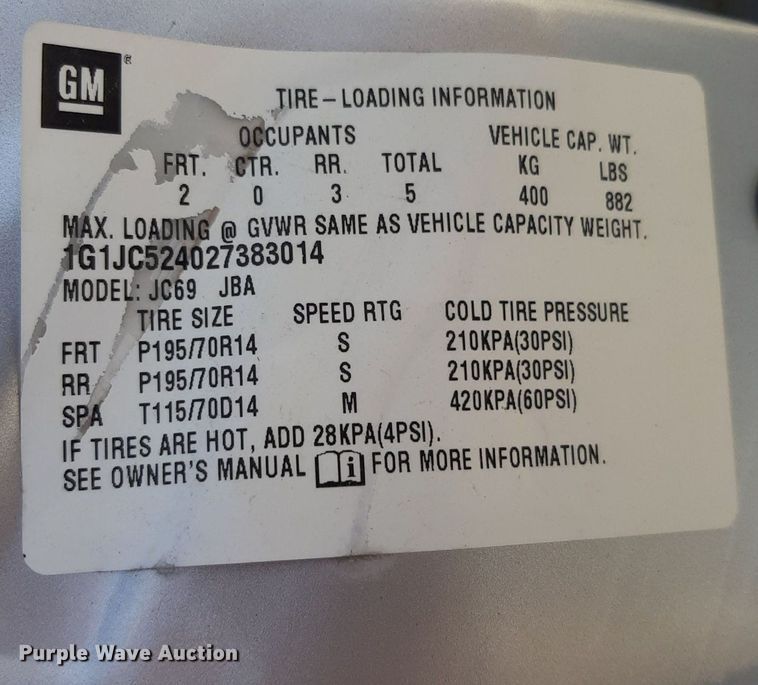 GM ®
TIRE–LOADING INFORMATION
OCCUPANTS VEHICLE CAP. WT.
FRT. CTR. RR. TOTAL KG LBS
2 0 3 5 400 882
MAX. LOADING @ GVWR SAME AS VEHICLE CAPACITY WEIGHT.
1G1JC524027383014
MODEL: JC69 JBA
TIRE SIZE SPEED RTG COLD TIRE PRESSURE
FRT P195/70R14 S 210KPA(30PSI)
RR P195/70R14 S 210KPA(30PSI)
SPA T115/70D14 M 420KPA(60PSI)
IF TIRES ARE HOT, ADD 28KPA(4PSI).
SEE OWNER'S MANUAL i FOR MORE INFORMATION.
Purple Wave Auction